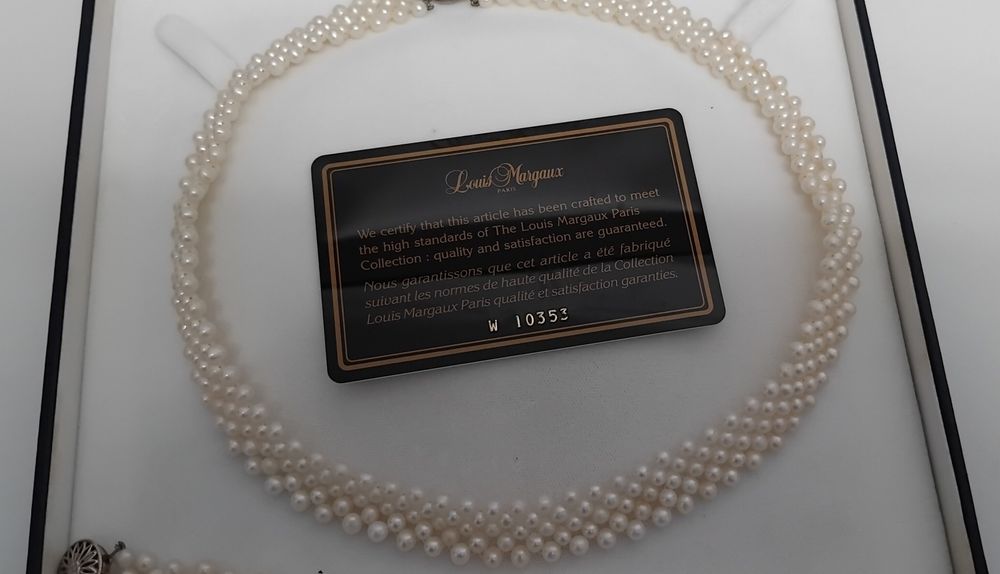 Louis Margaux
PARIS
We certify that this article has been crafted to meet
the high standards of The Louis Margaux Paris
Collection : quality and satisfaction are guaranteed.
Nous garantissons que cet article a été fabriqué
suivant les normes de haute qualité de la Collection
Louis Margaux Paris qualité et satisfaction garanties.
W 10353